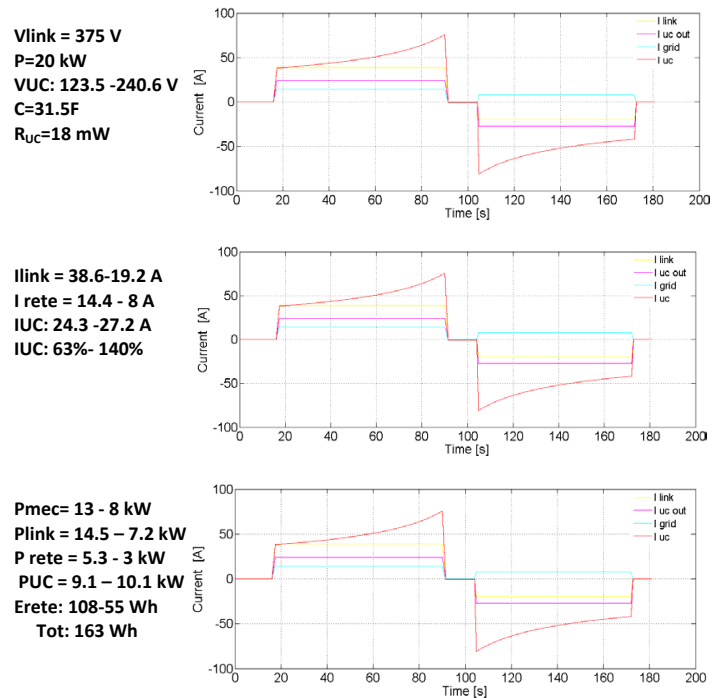 Vlink = 375 V
P=20 kW
VUC: 123.5 -240.6 V
C=31.5F
RUC=18 mW
100
50
0
-50
-100
Current [A]
0 20 40 60 80 100 120 140 160 180 200
Time [s]
I link
I uc out
I grid
I uc
Ilink = 38.6-19.2 A
I rete = 14.4 - 8 A
IUC: 24.3 -27.2 A
IUC: 63%- 140%
100
50
0
-50
-100
Current [A]
0 20 40 60 80 100 120 140 160 180 200
Time [s]
I link
I uc out
I grid
I uc
Pmec= 13 - 8 kW
Plink = 14.5 – 7.2 kW
P rete = 5.3 - 3 kW
PUC = 9.1 – 10.1 kW
Erete: 108-55 Wh
Tot: 163 Wh
100
50
0
-50
-100
Current [A]
0 20 40 60 80 100 120 140 160 180 200
Time [s]
I link
I uc out
I grid
I uc